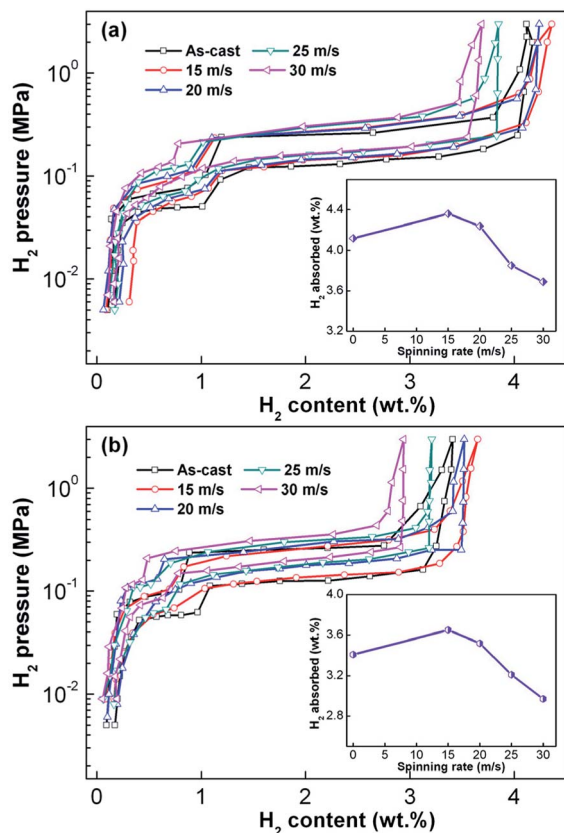 (a)
As-cast 25 m/s
15 m/s 30 m/s
20 m/s
H₂ pressure (MPa)
10⁰
10⁻¹
10⁻²
0 1 2 3 4
H₂ content (wt.%)
H₂ absorbed (wt.%)
4.4
4.0
3.6
3.2
0 5 10 15 20 25 30
Spinning rate (m/s)
(b)
As-cast 25 m/s
15 m/s 30 m/s
20 m/s
H₂ pressure (MPa)
10⁰
10⁻¹
10⁻²
0 1 2 3 4
H₂ content (wt.%)
H₂ absorbed (wt.%)
4.0
3.6
3.2
2.8
0 5 10 15 20 25 30
Spinning rate (m/s)